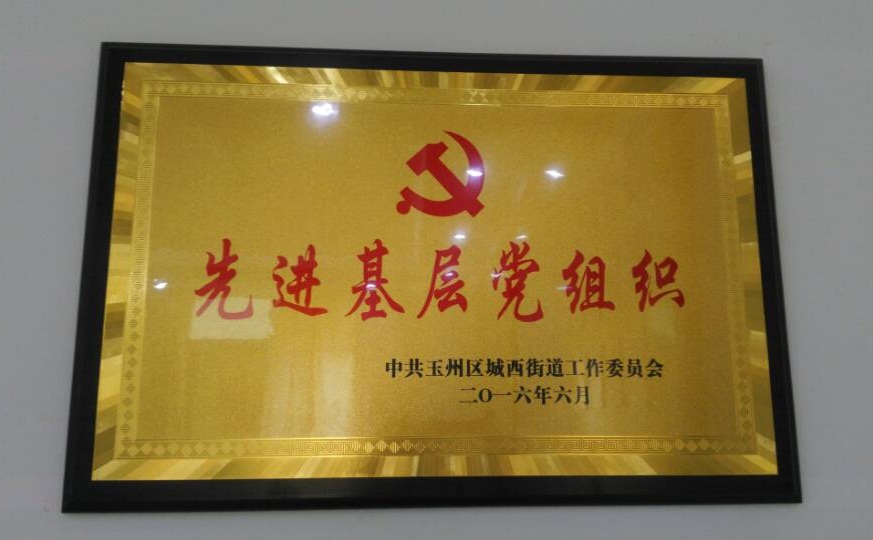 先进基层党组织
中共玉州区城西街道工作委员会
二〇一六年六月